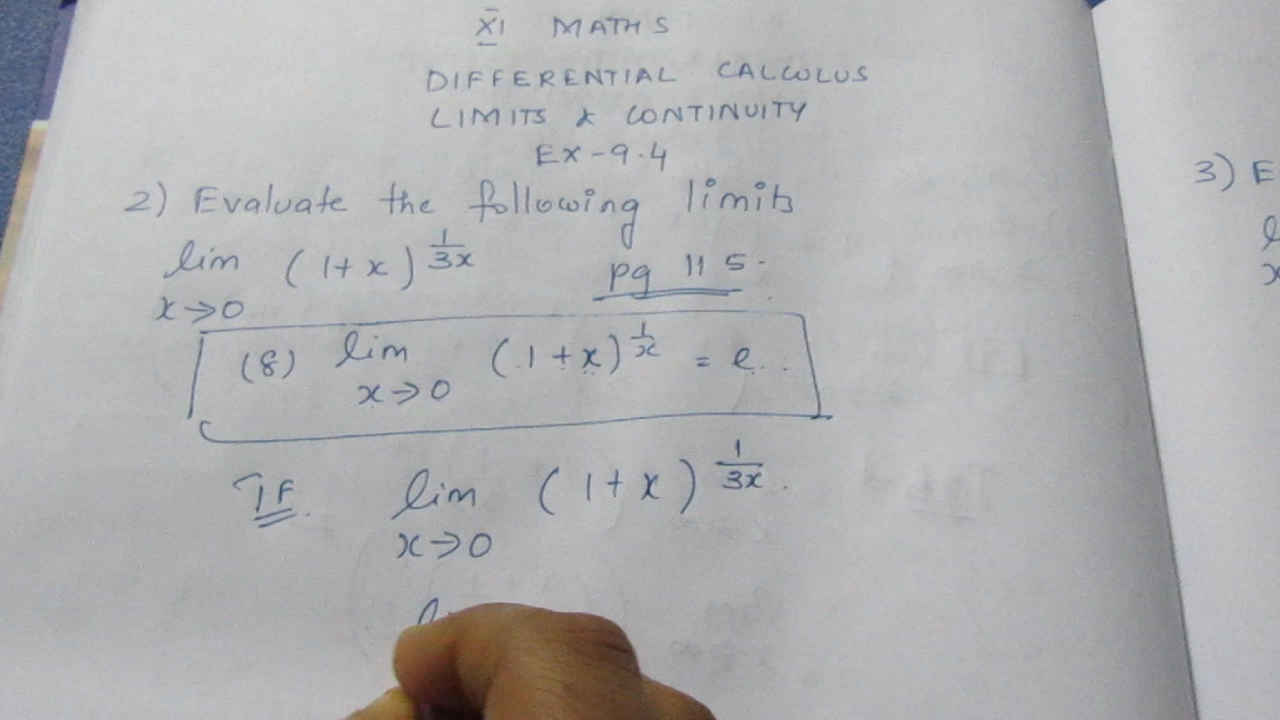 XI MATHS
DIFFERENTIAL CALCULUS
LIMITS & CONTINUITY
EX-9.4
2) Evaluate the following limits
lim x→0 (1+x)^(1/3x) pg 115.
(8) lim x→0 (1+x)^(1/x) = e..
TF. lim x→0 (1+x)^(1/3x).
3) E